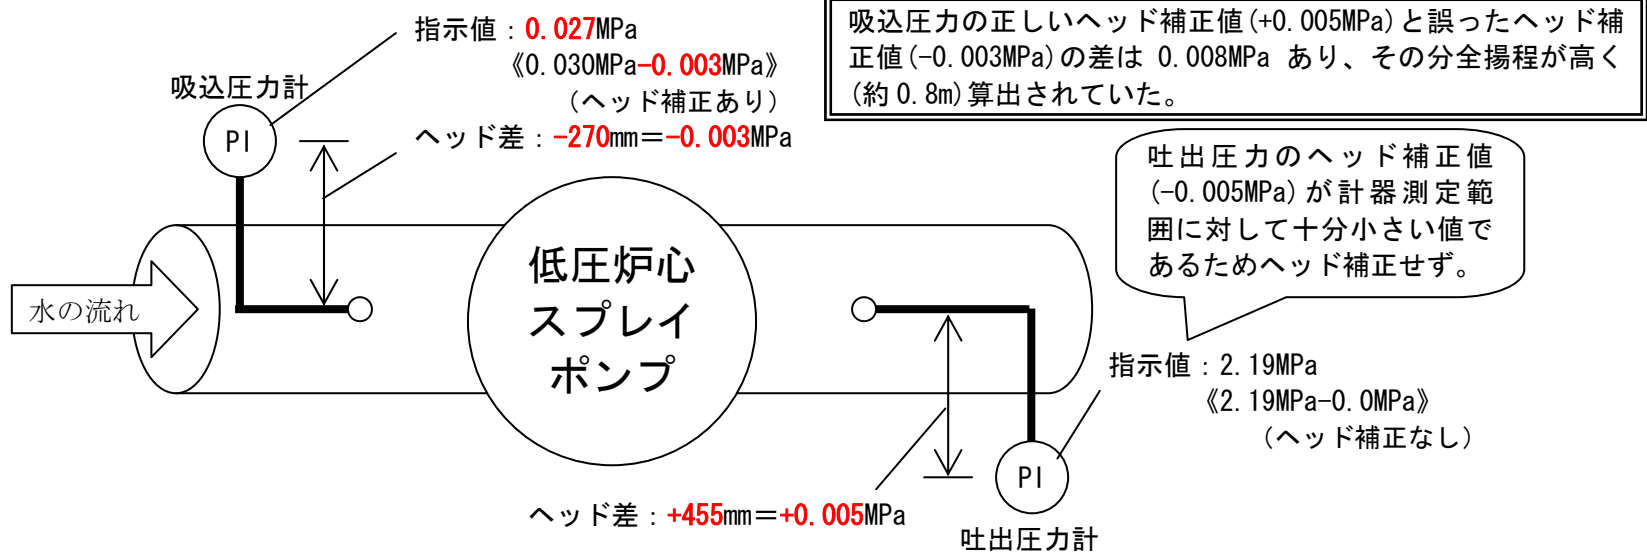 吸込圧力の正しいヘッド補正値(+0.005MPa)と誤ったヘッド補
正値(-0.003MPa)の差は 0.008MPa あり、その分全揚程が高く
(約 0.8m)算出されていた。
指示値:0.027MPa
《0.030MPa-0.003MPa》
(ヘッド補正あり)
吸込圧力計
PI
ヘッド差:-270mm=-0.003MPa
吐出圧力のヘッド補正値
(-0.005MPa)が計器測定範
囲に対して十分小さい値で
あるためヘッド補正せず。
水の流れ
低圧炉心
スプレイ
ポンプ
指示値:2.19MPa
《2.19MPa-0.0MPa》
(ヘッド補正なし)
PI
ヘッド差:+455mm=+0.005MPa
吐出圧力計